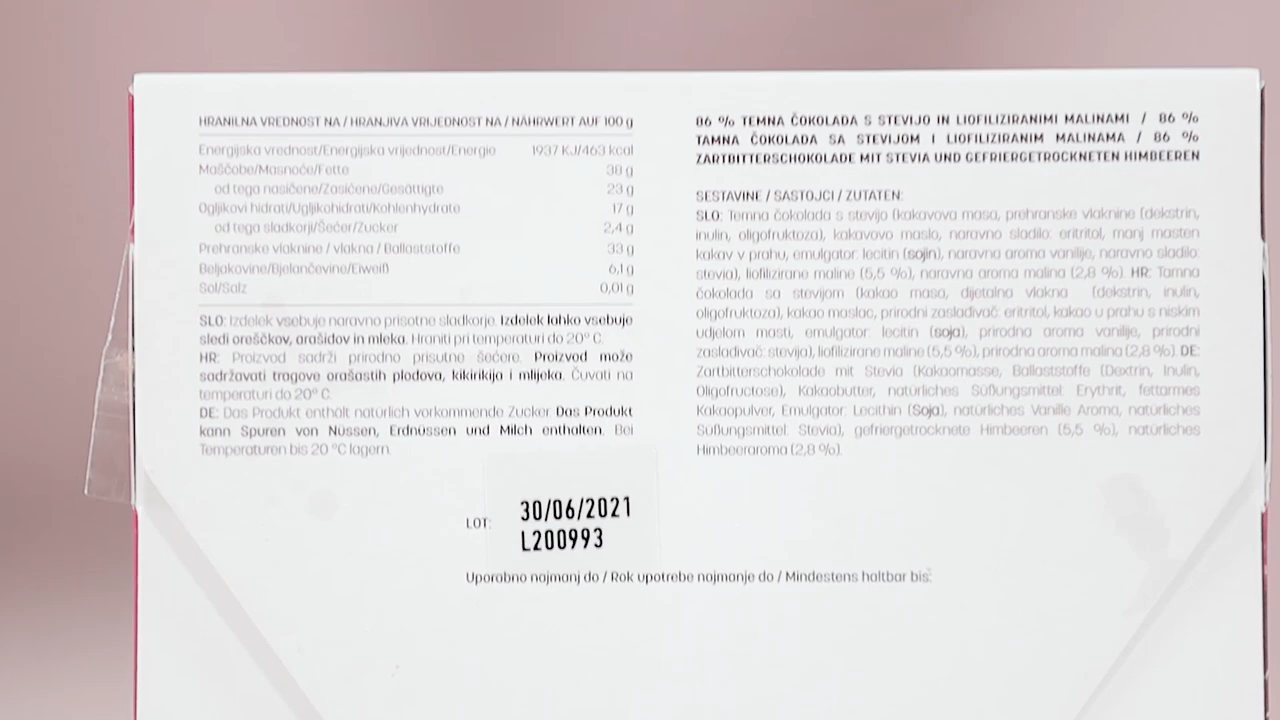 HRANILNA VREDNOST NA / HRANJIVA VRIJEDNOST NA / NÄHRWERT AUF 100 g
Energijska vrednost/Energijska vrijednost/Energie 1937 KJ/463 kcal
Maščobe/Masnoće/Fette 38 g
od tega nasičene/Zasićene/Gesättigte 23 g
Ogljikovi hidrati/Ugljikohidrati/Kohlenhydrate 17 g
od tega sladkorji/Šećer/Zucker 2,4 g
Prehranske vlaknine / vlakna / Ballaststoffe 33 g
Beljakovine/Bjelančevine/Eiweiß 6,1 g
Sol/Salz 0,01 g
SLO: Izdelek vsebuje naravno prisotne sladkorje. Izdelek lahko vsebuje
sledi oreščkov, arašidov in mleka. Hraniti pri temperaturi do 20° C.
HR: Proizvod sadrži prirodno prisutne šećere. Proizvod može
sadržavati tragove orašastih plodova, kikirikija i mlijeka. Čuvati na
temperaturi do 20° C.
DE: Das Produkt enthält natürlich vorkommende Zucker. Das Produkt
kann Spuren von Nüssen, Erdnüssen und Milch enthalten. Bei
Temperaturen bis 20 °C lagern.
86 % TEMNA ČOKOLADA S STEVIJO IN LIOFILIZIRANIMI MALINAMI / 86 %
TAMNA ČOKOLADA SA STEVIJOM I LIOFILIZIRANIM MALINAMA / 86 %
ZARTBITTERSCHOKOLADE MIT STEVIA UND GEFRIERGETROCKNETEN HIMBEEREN
SESTAVINE / SASTOJCI / ZUTATEN:
SLO: Temna čokolada s stevijo (kakavova masa, prehranske vlaknine (dekstrin,
inulin, oligofruktoza), kakavovo maslo, naravno sladilo: eritritol, manj masten
kakav v prahu, emulgator: lecitin (sojin), naravna aroma vanilije, naravno sladilo:
stevia), liofilizirane maline (5,5 %), naravna aroma malina (2,8 %). HR: Tamna
čokolada sa stevijom (kakao masa, dijetalna vlakna (dekstrin, inulin,
oligofruktoza), kakao maslac, prirodni zaslađivač: eritritol, kakao u prahu s niskim
udjelom masti, emulgator: lecitin (soja), prirodna aroma vanilije, prirodni
zaslađivač: stevija), liofilizirane maline (5,5 %), prirodna aroma malina (2,8 %). DE:
Zartbitterschokolade mit Stevia (Kakaomasse, Ballaststoffe (Dextrin, Inulin,
Oligofructose), Kakaobutter, natürliches Süßungsmittel: Erythrit, fettarmes
Kakaopulver, Emulgator: Lecithin (Soja), natürliches Vanille Aroma, natürliches
Süßungsmittel: Stevia), gefriergetrocknete Himbeeren (5,5 %), natürliches
Himbeeraroma (2,8 %).
30/06/2021
LOT: L200993
Uporabno najmanj do / Rok upotrebe najmanje do / Mindestens haltbar bis: